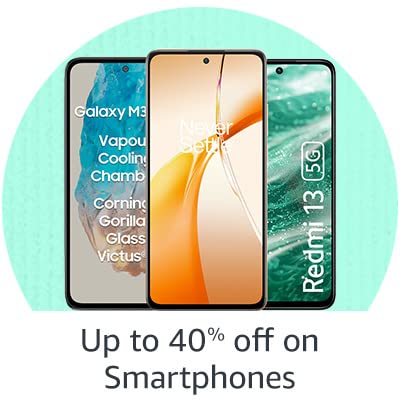 Galaxy M3
Vapour
Cooling
Chamb
Corning
Gorilla
Glass
Victus
Never
Settle
Redmi 13 5G
Up to 40% off on
Smartphones